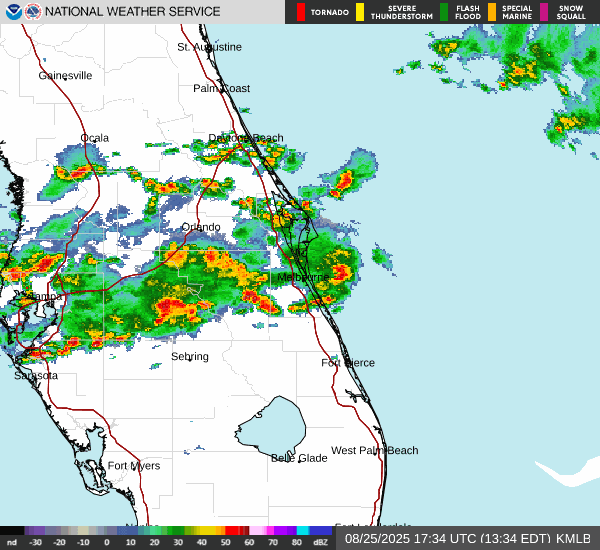 NATIONAL WEATHER SERVICE
TORNADO
SEVERE THUNDERSTORM
FLASH FLOOD
SPECIAL MARINE
SNOW SQUALL
St. Augustine
Gainesville
Palm Coast
Ocala
Daytona Beach
Orlando
Melbourne
Tampa
Sebring
Fort Pierce
Sarasota
West Palm Beach
Belle Glade
Fort Myers
Fort Lauderdale
nd -30 -20 -10 0 10 20 30 40 50 60 70 80 dBZ
08/25/2025 17:34 UTC (13:34 EDT) KMLB